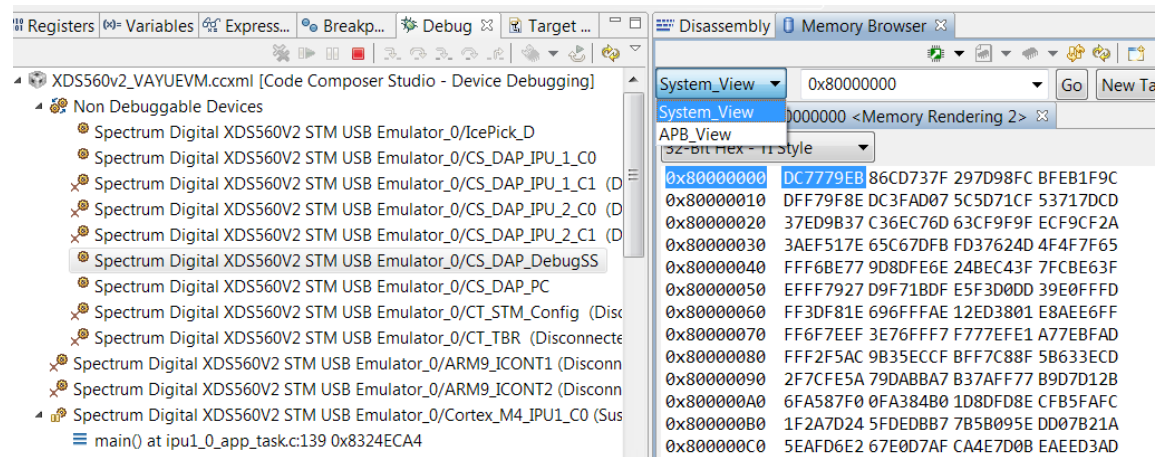 Registers (x)= Variables Express... Breakp... Debug Target ...
XDS560v2_VAYUEVM.ccxml [Code Composer Studio - Device Debugging]
Non Debuggable Devices
Spectrum Digital XDS560V2 STM USB Emulator_0/IcePick_D
Spectrum Digital XDS560V2 STM USB Emulator_0/CS_DAP_IPU_1_C0
Spectrum Digital XDS560V2 STM USB Emulator_0/CS_DAP_IPU_1_C1 (D
Spectrum Digital XDS560V2 STM USB Emulator_0/CS_DAP_IPU_2_C0 (D
Spectrum Digital XDS560V2 STM USB Emulator_0/CS_DAP_IPU_2_C1 (D
Spectrum Digital XDS560V2 STM USB Emulator_0/CS_DAP_DebugSS
Spectrum Digital XDS560V2 STM USB Emulator_0/CS_DAP_PC
Spectrum Digital XDS560V2 STM USB Emulator_0/CT_STM_Config (Disc
Spectrum Digital XDS560V2 STM USB Emulator_0/CT_TBR (Disconnecte
Spectrum Digital XDS560V2 STM USB Emulator_0/ARM9_ICONT1 (Disconn
Spectrum Digital XDS560V2 STM USB Emulator_0/ARM9_ICONT2 (Disconn
Spectrum Digital XDS560V2 STM USB Emulator_0/Cortex_M4_IPU1_C0 (Sus
main() at ipu1_0_app_task.c:139 0x8324ECA4
Disassembly Memory Browser
System_View 0x80000000 Go New Ta
System_View
APB_View
0000000 <Memory Rendering 2>
32-Bit Hex - TI Style
0x80000000 DC7779EB 86CD737F 297D98FC BFEB1F9C
0x80000010 DFF79F8E DC3FAD07 5C5D71CF 53717DCD
0x80000020 37ED9B37 C36EC76D 63CF9F9F ECF9CF2A
0x80000030 3AEF517E 65C67DFB FD37624D 4F4F7F65
0x80000040 FFF6BE77 9D8DFE6E 24BEC43F 7FCBE63F
0x80000050 EFFF7927 D9F71BDF E5F3D0DD 39E0FFFD
0x80000060 FF3DF81E 696FFFAE 12ED3801 E8AEE6FF
0x80000070 FF6F7EEF 3E76FFF7 F777EFE1 A77EBFAD
0x80000080 FFF2F5AC 9B35ECCF BFF7C88F 5B633ECD
0x80000090 2F7CFE5A 79DABBA7 B37AFF77 B9D7D12B
0x800000A0 6FA587F0 0FA384B0 1D8DFD8E CFB5FAFC
0x800000B0 1F2A7D24 5FDEDBB7 7B5B095E DD07B21A
0x800000C0 5EAFD6E2 67E0D7AF CA4E7D0B EAEED3AD